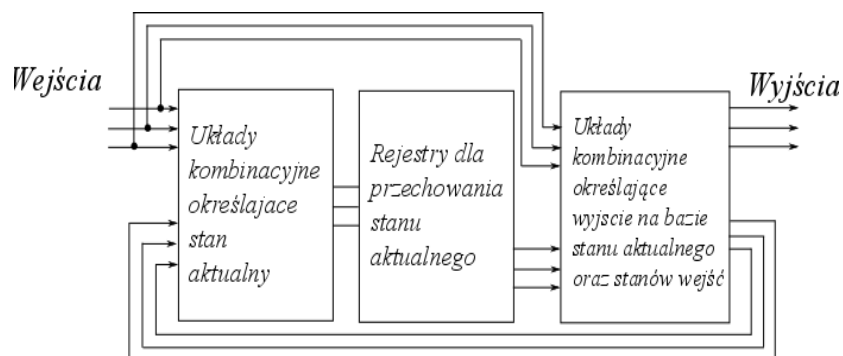 Wejścia
Układy
kombinacyjne
określajace
stan
aktualny
Rejestry dla
przechowania
stanu
aktualnego
Układy
kombinacyjne
określające
wyjscie na bazie
stanu aktualnego
oraz stanów wejść
Wyjścia